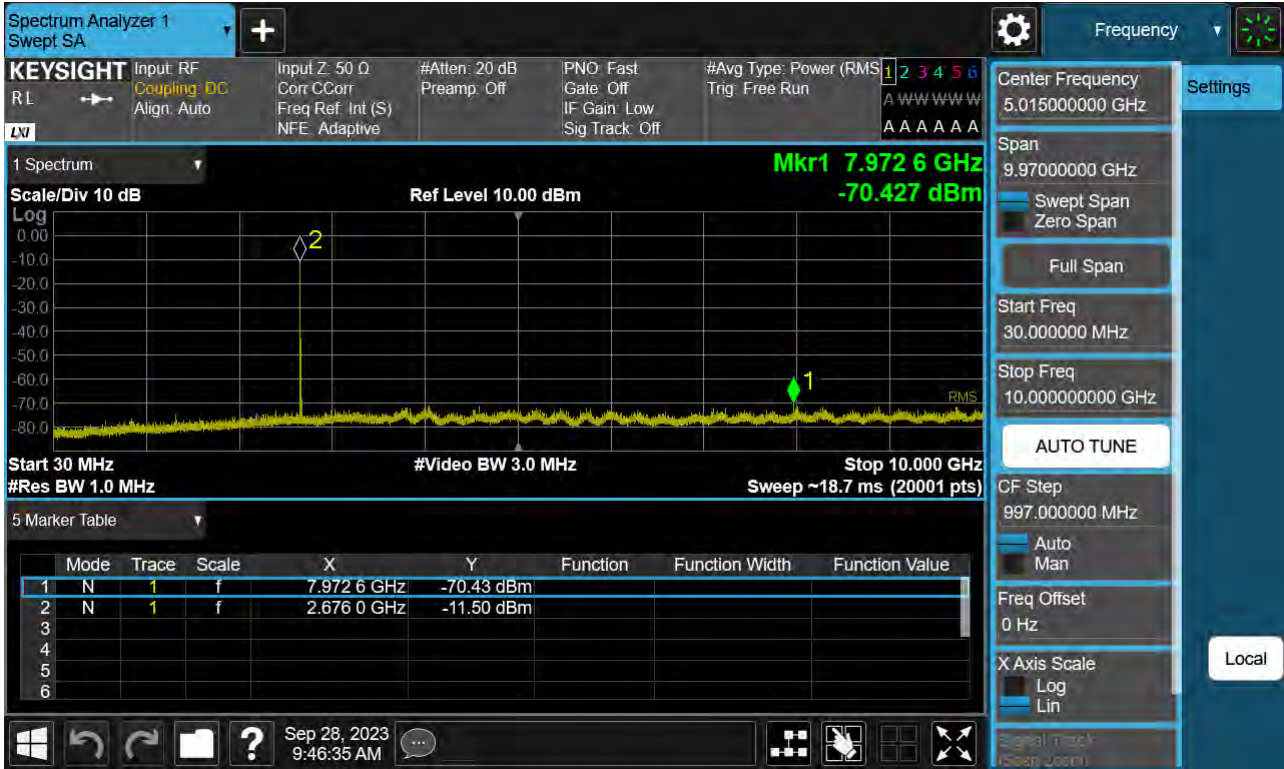 Spectrum Analyzer 1
Swept SA
+
Frequency
KEYSIGHT
RL
LXI
Input: RF
Coupling: DC
Align: Auto
Input Z: 50 Ω
Corr CCorr
Freq Ref: Int (S)
NFE: Adaptive
#Atten: 20 dB
Preamp: Off
PNO: Fast
Gate: Off
IF Gain: Low
Sig Track: Off
#Avg Type: Power (RMS
Trig: Free Run
1 2 3 4 5 6
A W W W W W
A A A A A A
1 Spectrum
Mkr1 7.972 6 GHz
-70.427 dBm
Scale/Div 10 dB
Ref Level 10.00 dBm
Log
0.00
-10.0
-20.0
-30.0
-40.0
-50.0
-60.0
-70.0
-80.0
2
1
RMS
Start 30 MHz
#Video BW 3.0 MHz
Stop 10.000 GHz
#Res BW 1.0 MHz
Sweep ~18.7 ms (20001 pts)
5 Marker Table
Mode Trace Scale X Y Function Function Width Function Value
1 N 1 f 7.972 6 GHz -70.43 dBm
2 N 1 f 2.676 0 GHz -11.50 dBm
3
4
5
6
Center Frequency
5.015000000 GHz
Settings
Span
9.97000000 GHz
Swept Span
Zero Span
Full Span
Start Freq
30.000000 MHz
Stop Freq
10.000000000 GHz
AUTO TUNE
CF Step
997.000000 MHz
Auto
Man
Freq Offset
0 Hz
X Axis Scale
Log
Lin
Local
Signal Track
(Span Zoom)
?
Sep 28, 2023
9:46:35 AM